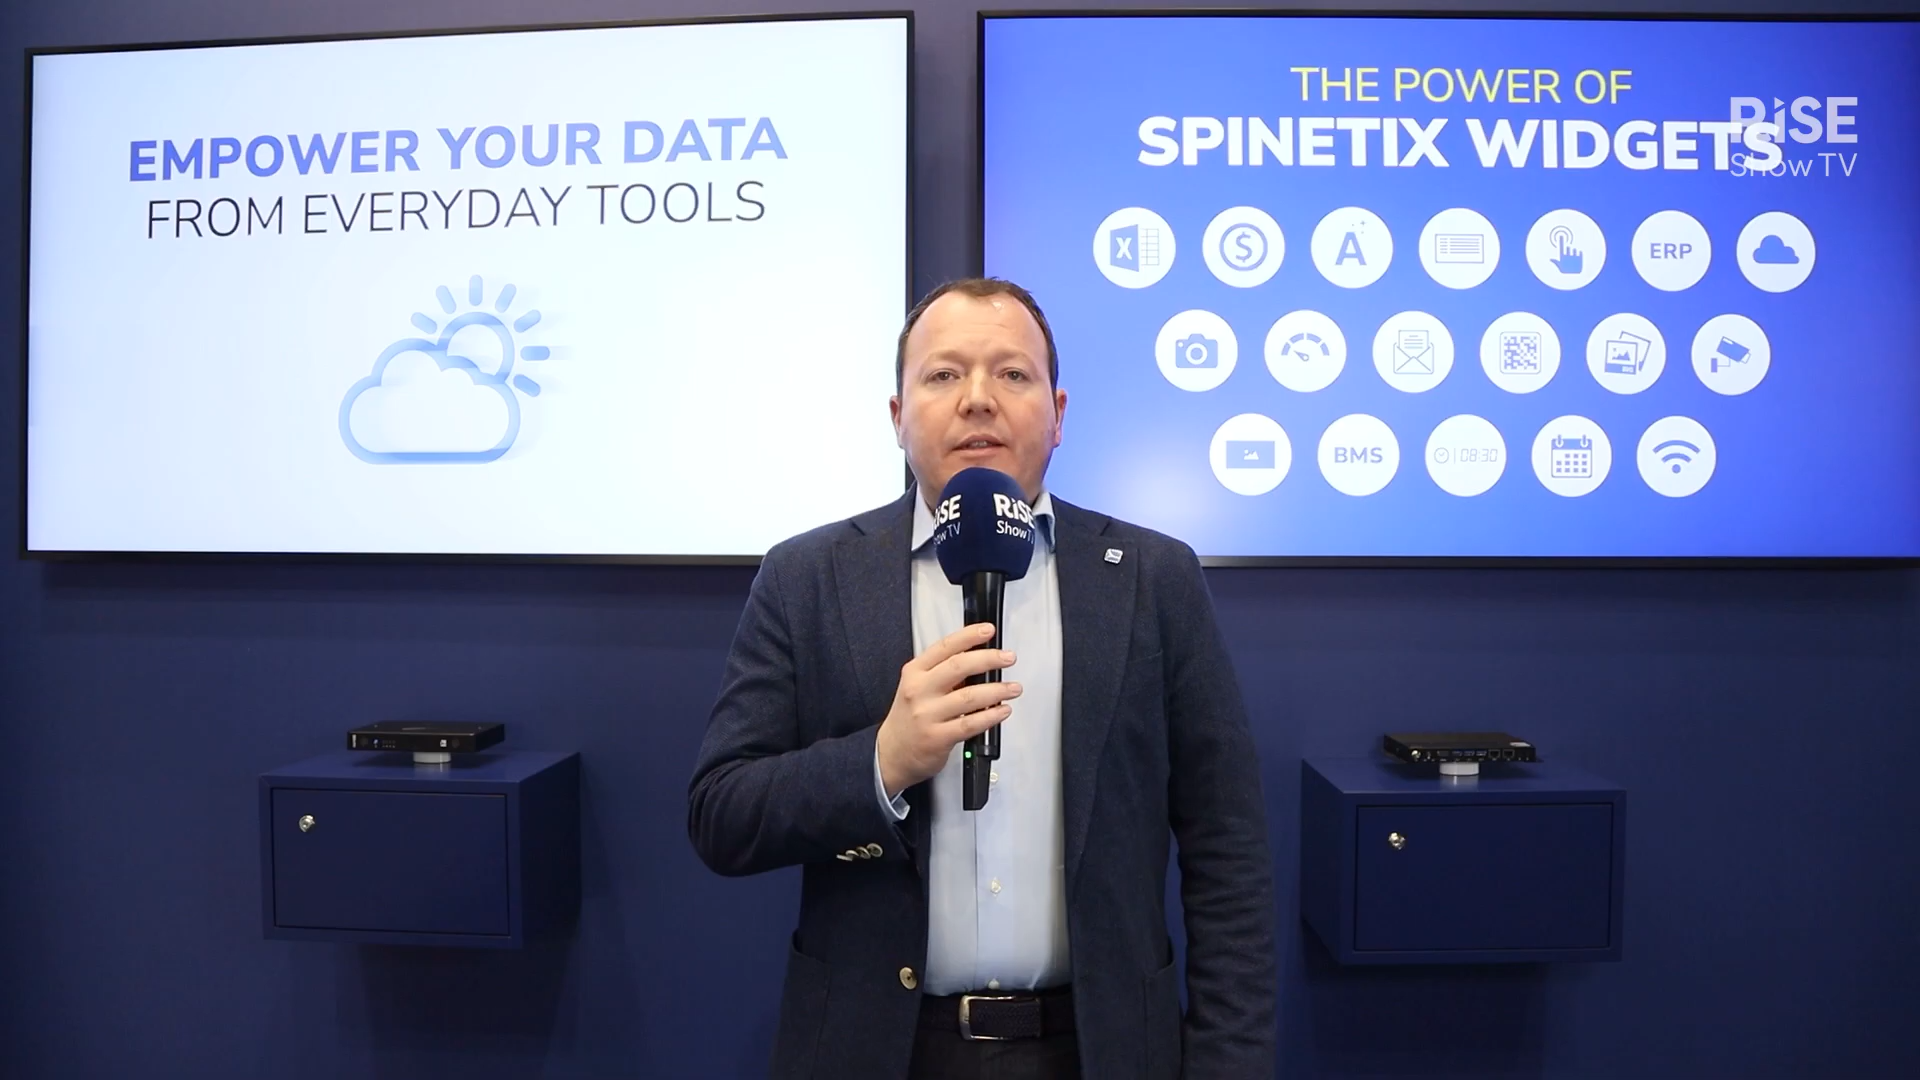 EMPOWER YOUR DATA
FROM EVERYDAY TOOLS
THE POWER OF
SPINETIX WIDGETS
RiSE
Show TV
X
$
A
ERP
BMS
08:30
RiSE
Show TV
RiSE
Show TV